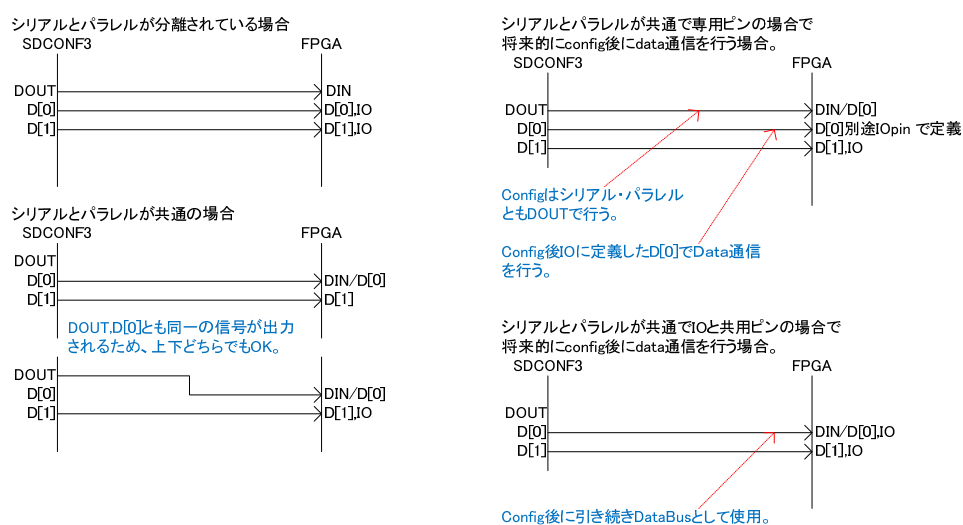 シリアルとパラレルが分離されている場合
SDCONF3 FPGA
DOUT DIN
D[0] D[0],IO
D[1] D[1],IO
シリアルとパラレルが共通の場合
SDCONF3 FPGA
DOUT
D[0] DIN/D[0]
D[1] D[1]
DOUT,D[0]とも同一の信号が出力
されるため、上下どちらでもOK。
DOUT
D[0] DIN/D[0]
D[1] D[1],IO
シリアルとパラレルが共通で専用ピンの場合で
将来的にconfig後にdata通信を行う場合。
SDCONF3 FPGA
DOUT DIN/D[0]
D[0] D[0]別途IOpin で定義
D[1] D[1],IO
Configはシリアル・パラレル
ともDOUTで行う。
Config後IOに定義したD[0]でData通信
を行う。
シリアルとパラレルが共通でIOと共用ピンの場合で
将来的にconfig後にdata通信を行う場合。
SDCONF3 FPGA
DOUT
D[0] DIN/D[0],IO
D[1] D[1],IO
Config後に引き続きDataBusとして使用。